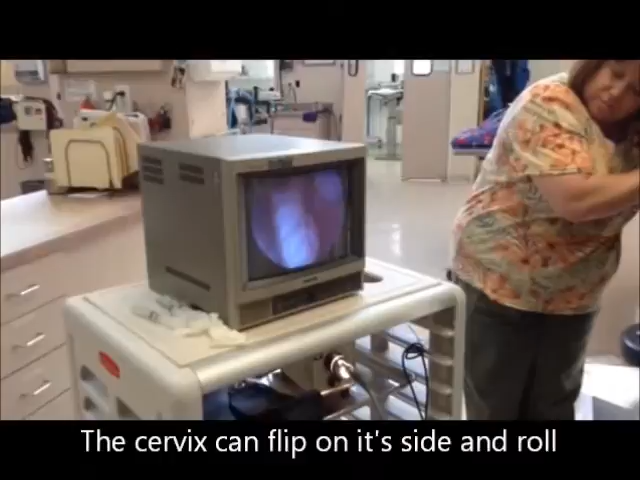 The cervix can flip on it's side and roll